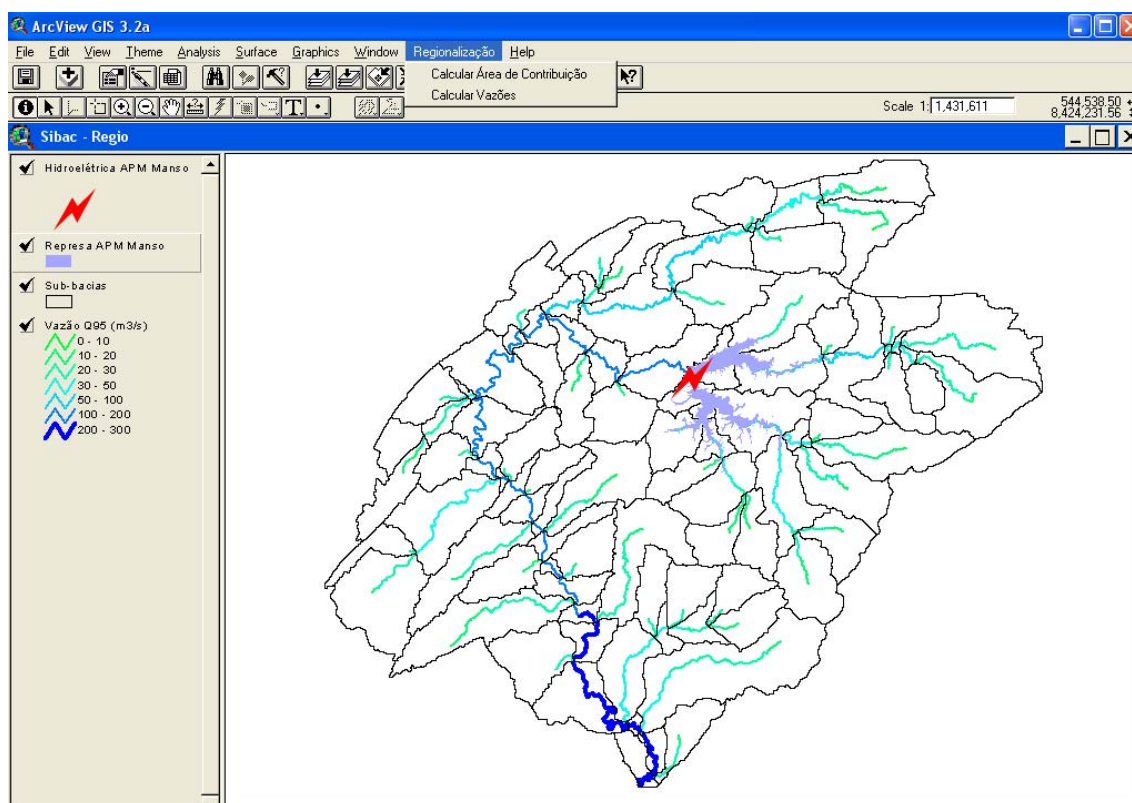 ArcView GIS 3.2a
File Edit View Theme Analysis Surface Graphics Window Regionalização Help
Calcular Área de Contribuição
Calcular Vazões
T
Scale 1: 1,431,611
544,538.50
8,424,231.56
Sibac - Regio
Hidroelétrica APM Manso
Represa APM Manso
Sub-bacias
Vazão Q95 (m3/s)
0 - 10
10 - 20
20 - 30
30 - 50
50 - 100
100 - 200
200 - 300